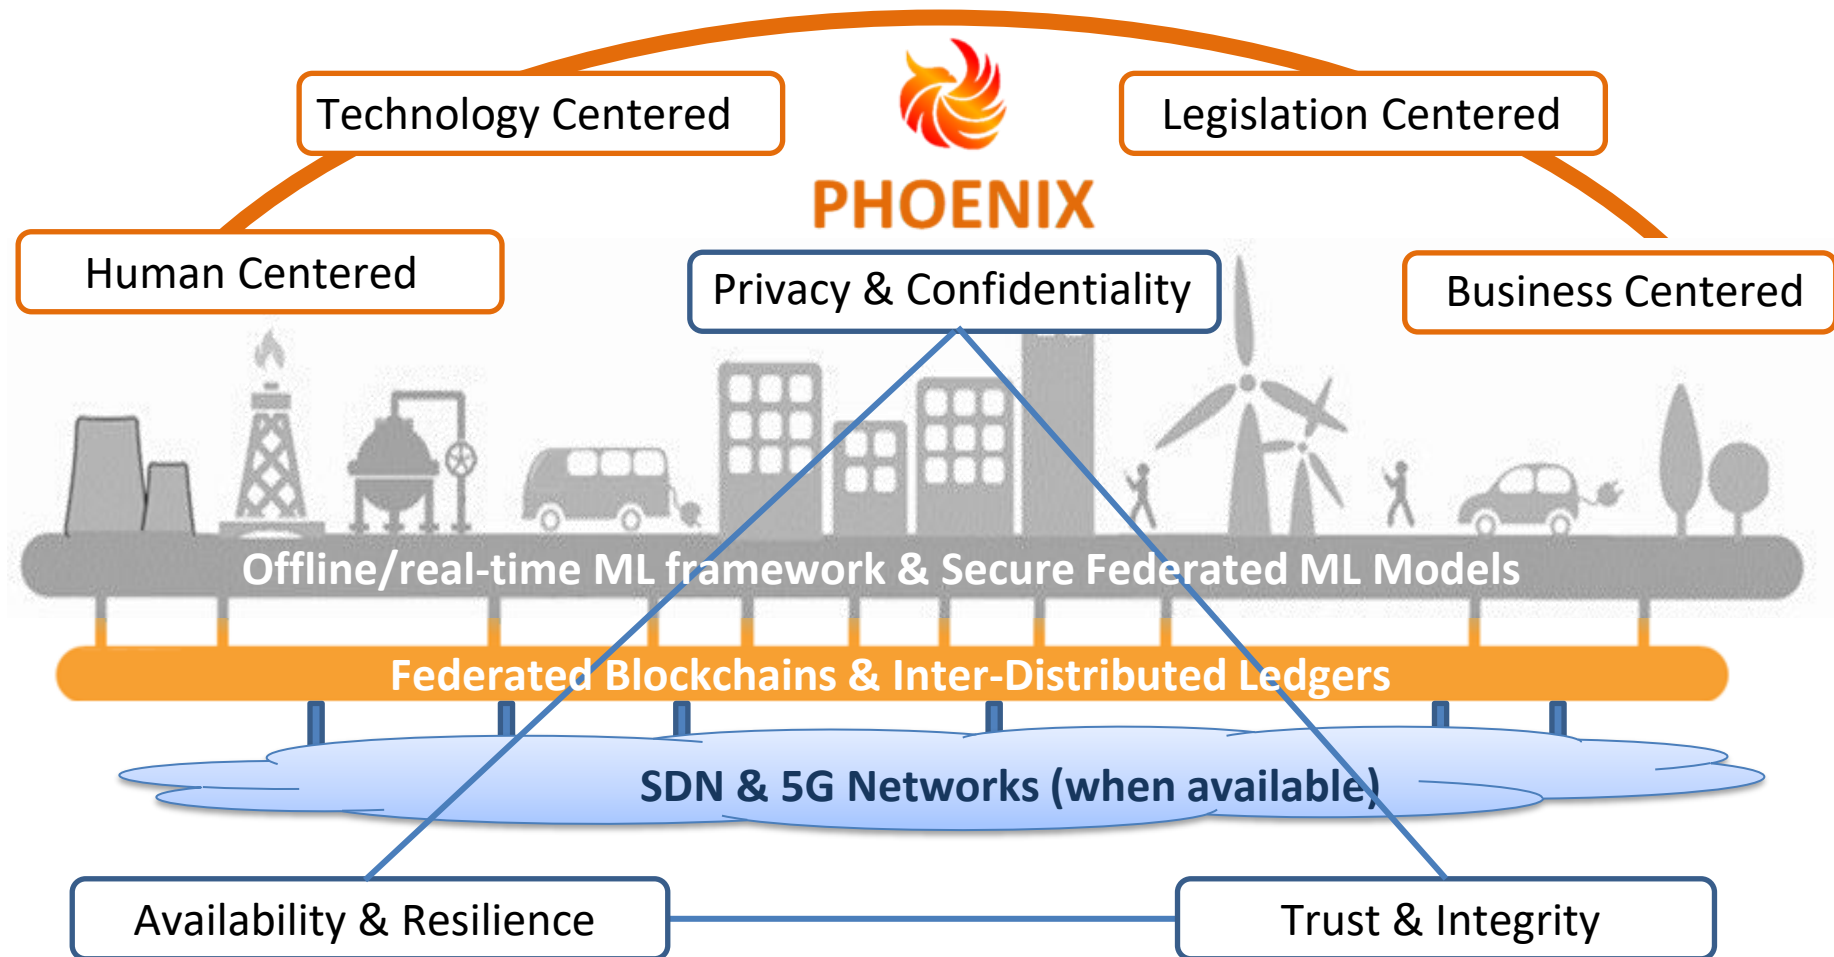 Technology Centered
Legislation Centered
PHOENIX
Human Centered
Privacy & Confidentiality
Business Centered
Offline/real-time ML framework & Secure Federated ML Models
Federated Blockchains & Inter-Distributed Ledgers
SDN & 5G Networks (when available)
Availability & Resilience
Trust & Integrity